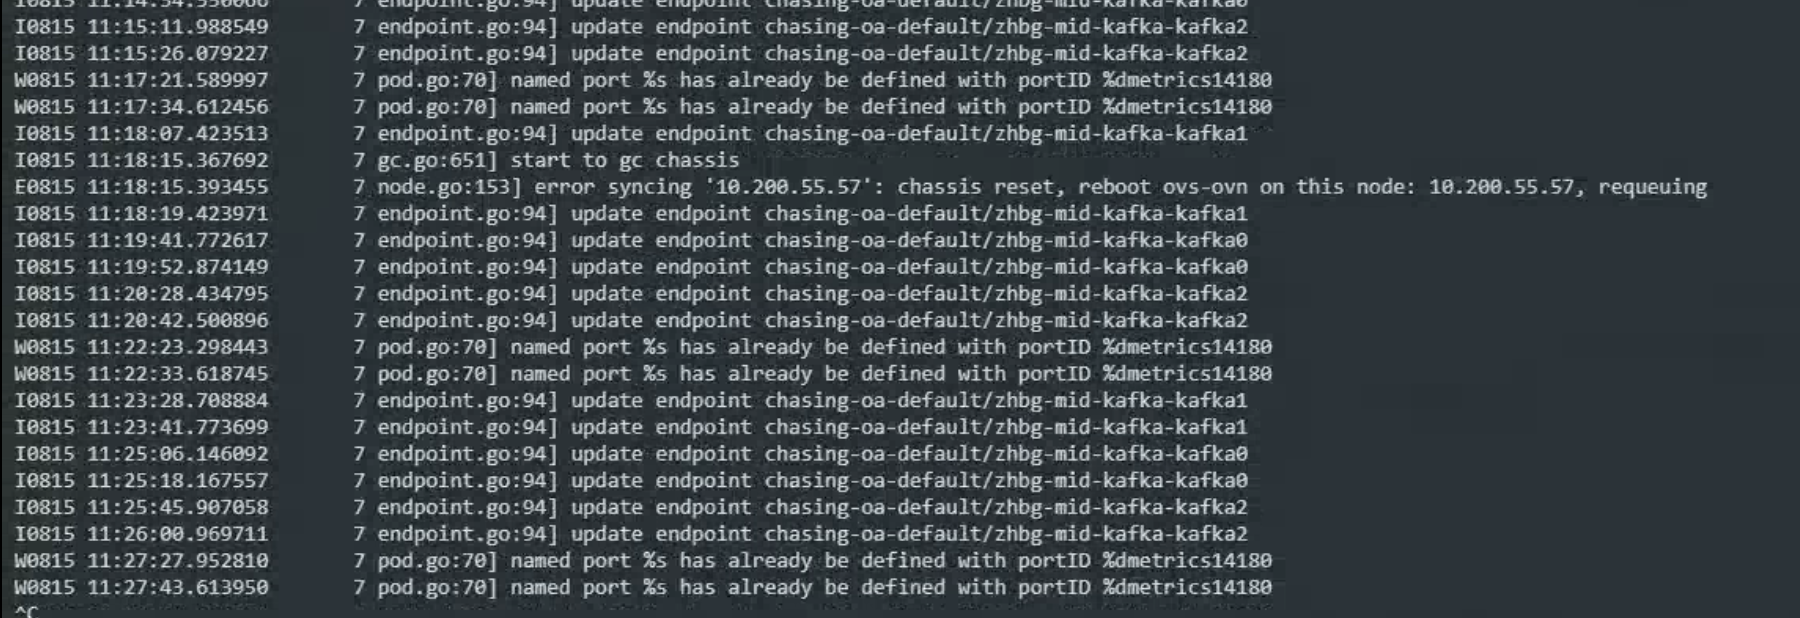 I0815 11:14:54.550066 7 endpoint.go:94] update endpoint chasing-oa-default/zhbg-mid-kafka-kafka0
I0815 11:15:11.988549 7 endpoint.go:94] update endpoint chasing-oa-default/zhbg-mid-kafka-kafka2
I0815 11:15:26.079227 7 endpoint.go:94] update endpoint chasing-oa-default/zhbg-mid-kafka-kafka2
W0815 11:17:21.589997 7 pod.go:70] named port %s has already be defined with portID %dmetrics14180
W0815 11:17:34.612456 7 pod.go:70] named port %s has already be defined with portID %dmetrics14180
I0815 11:18:07.423513 7 endpoint.go:94] update endpoint chasing-oa-default/zhbg-mid-kafka-kafka1
I0815 11:18:15.367692 7 gc.go:651] start to gc chassis
E0815 11:18:15.393455 7 node.go:153] error syncing '10.200.55.57': chassis reset, reboot ovs-ovn on this node: 10.200.55.57, requeuing
I0815 11:18:19.423971 7 endpoint.go:94] update endpoint chasing-oa-default/zhbg-mid-kafka-kafka1
I0815 11:19:41.772617 7 endpoint.go:94] update endpoint chasing-oa-default/zhbg-mid-kafka-kafka0
I0815 11:19:52.874149 7 endpoint.go:94] update endpoint chasing-oa-default/zhbg-mid-kafka-kafka0
I0815 11:20:28.434795 7 endpoint.go:94] update endpoint chasing-oa-default/zhbg-mid-kafka-kafka2
I0815 11:20:42.500896 7 endpoint.go:94] update endpoint chasing-oa-default/zhbg-mid-kafka-kafka2
W0815 11:22:23.298443 7 pod.go:70] named port %s has already be defined with portID %dmetrics14180
W0815 11:22:33.618745 7 pod.go:70] named port %s has already be defined with portID %dmetrics14180
I0815 11:23:28.708884 7 endpoint.go:94] update endpoint chasing-oa-default/zhbg-mid-kafka-kafka1
I0815 11:23:41.773699 7 endpoint.go:94] update endpoint chasing-oa-default/zhbg-mid-kafka-kafka1
I0815 11:25:06.146092 7 endpoint.go:94] update endpoint chasing-oa-default/zhbg-mid-kafka-kafka0
I0815 11:25:18.167557 7 endpoint.go:94] update endpoint chasing-oa-default/zhbg-mid-kafka-kafka0
I0815 11:25:45.907058 7 endpoint.go:94] update endpoint chasing-oa-default/zhbg-mid-kafka-kafka2
I0815 11:26:00.969711 7 endpoint.go:94] update endpoint chasing-oa-default/zhbg-mid-kafka-kafka2
W0815 11:27:27.952810 7 pod.go:70] named port %s has already be defined with portID %dmetrics14180
W0815 11:27:43.613950 7 pod.go:70] named port %s has already be defined with portID %dmetrics14180
^C